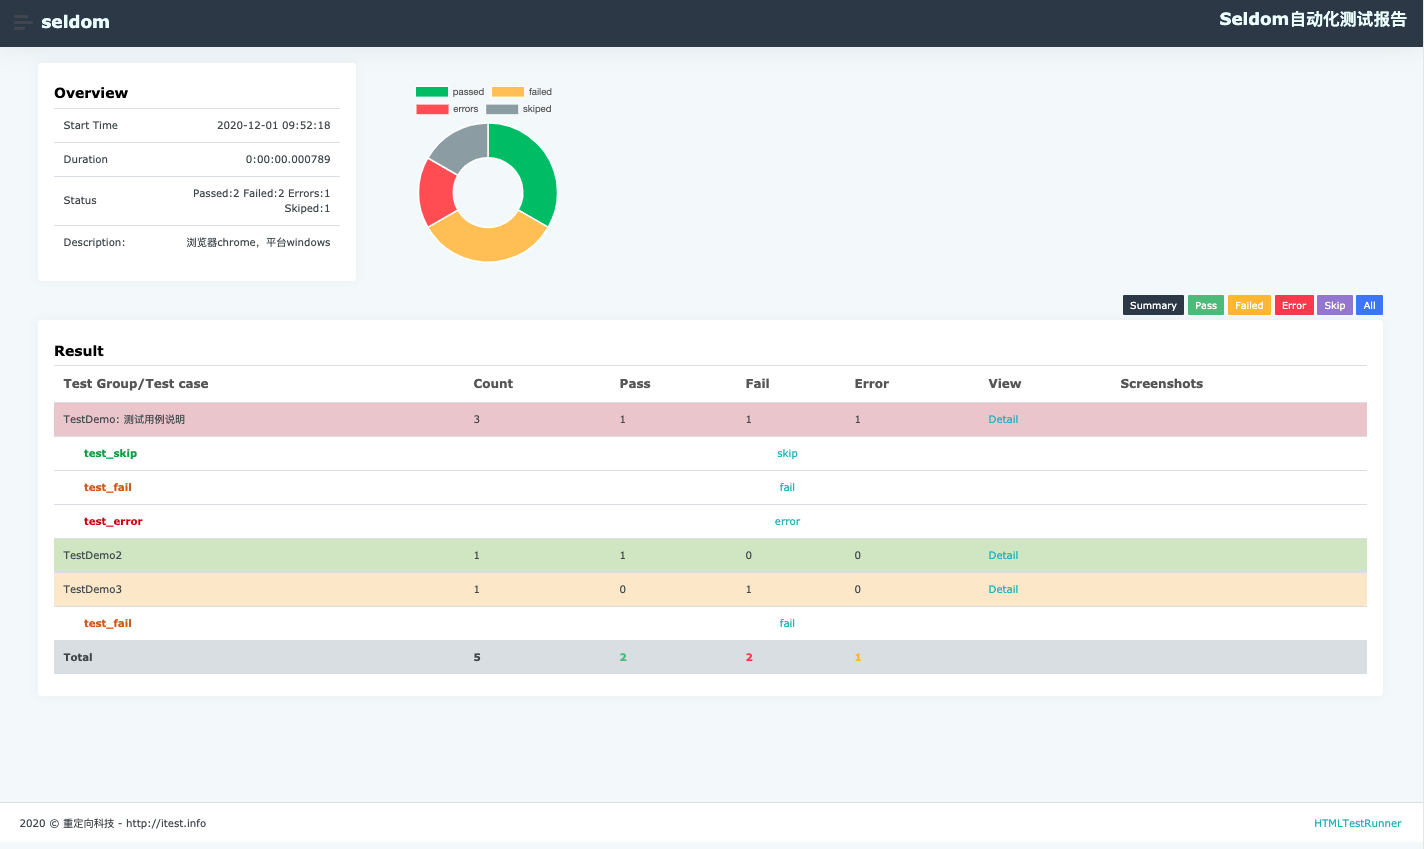 seldom
Seldom自动化测试报告
Overview
Start Time 2020-12-01 09:52:18
Duration 0:00:00.000789
Status Passed:2 Failed:2 Errors:1
Skiped:1
Description: 浏览器chrome，平台windows
passed failed
errors skiped
Summary Pass Failed Error Skip All
Result
Test Group/Test case Count Pass Fail Error View Screenshots
TestDemo: 测试用例说明 3 1 1 1 Detail
test_skip skip
test_fail fail
test_error error
TestDemo2 1 1 0 0 Detail
TestDemo3 1 0 1 0 Detail
test_fail fail
Total 5 2 2 1
2020 © 重定向科技 - http://itest.info
HTMLTestRunner